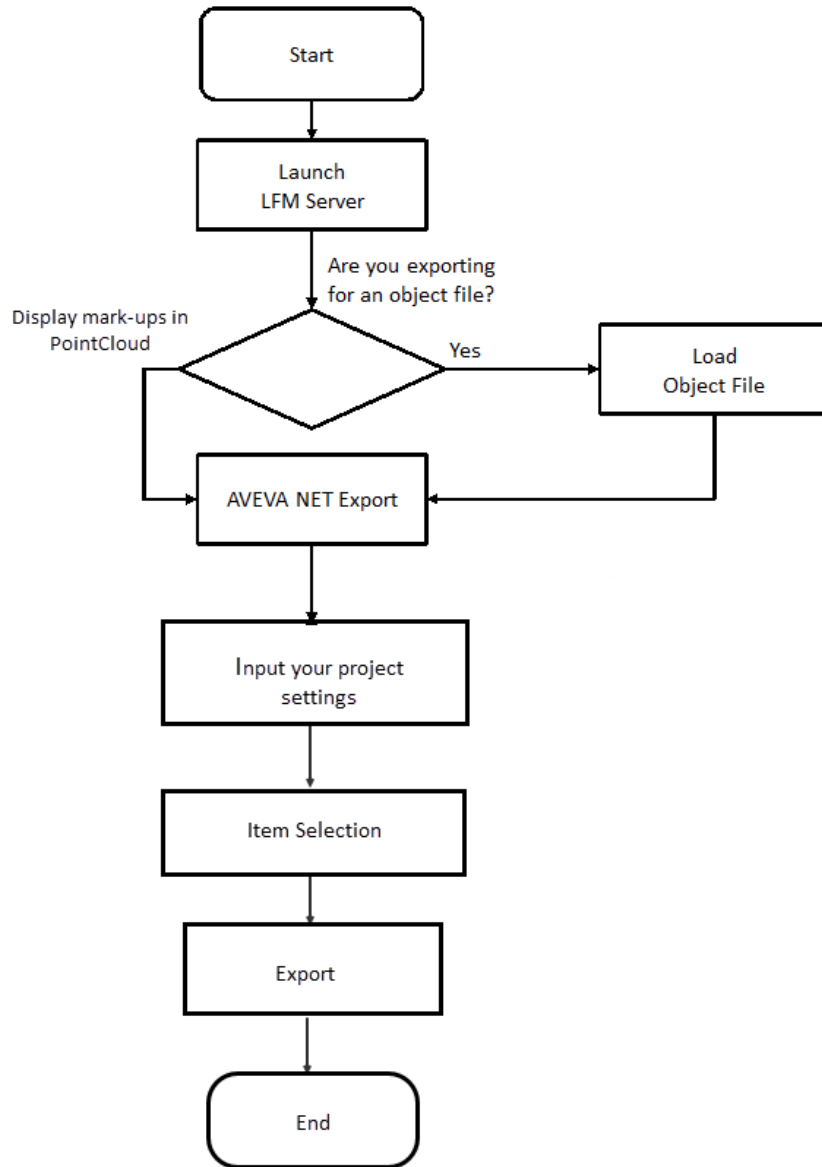 Start
Launch
LFM Server
Are you exporting
for an object file?
Display mark-ups in
PointCloud
Yes
Load
Object File
AVEVA NET Export
Input your project
settings
Item Selection
Export
End